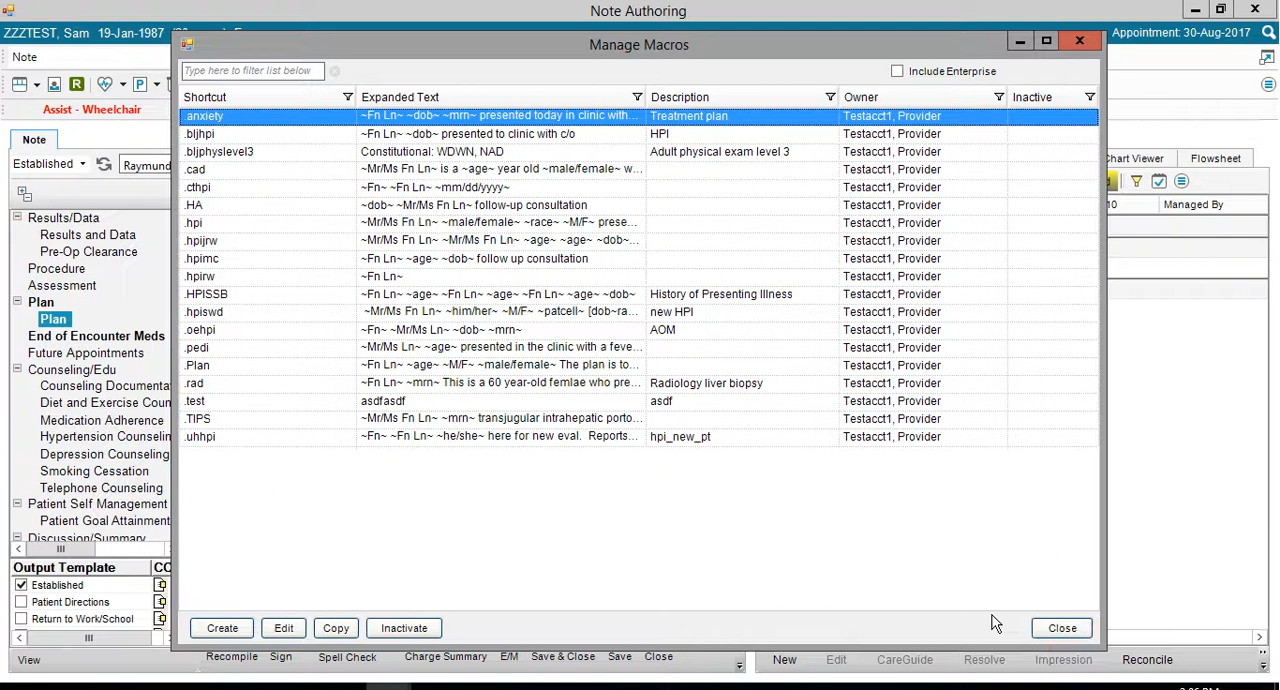 Note Authoring
ZZZTEST, Sam 19-Jan-1987
Appointment: 30-Aug-2017
Manage Macros
Note
R
P
Assist - Wheelchair
Note
Established
Raymund
Results/Data
Results and Data
Pre-Op Clearance
Procedure
Assessment
Plan
Plan
End of Encounter Meds
Future Appointments
Counseling/Edu
Counseling Documenta
Diet and Exercise Coun
Medication Adherence
Hypertension Counselin
Depression Counseling
Smoking Cessation
Telephone Counseling
Patient Self Management
Patient Goal Attainment
Discussion/Summary
Output Template
CC
Established
Patient Directions
Return to Work/School
View
Type here to filter list below
Include Enterprise
Shortcut Expanded Text Description Owner Inactive
.anxiety ~Fn Ln~ ~dob~ ~mrn~ presented today in clinic with... Treatment plan Testacct1, Provider
.bljhpi ~Fn Ln~ ~dob~ presented to clinic with c/o HPI Testacct1, Provider
.bljphyslevel3 Constitutional: WDWN, NAD Adult physical exam level 3 Testacct1, Provider
.cad ~Mr/Ms Fn Ln~ is a ~age~ year old ~male/female~ w... Testacct1, Provider
.cthpi ~Fn~ ~Fn Ln~ ~mm/dd/yyyy~ Testacct1, Provider
.HA ~dob~ ~Mr/Ms Fn Ln~ follow-up consultation Testacct1, Provider
.hpi ~Mr/Ms Fn Ln~ ~male/female~ ~race~ ~M/F~ prese... Testacct1, Provider
.hpijrw ~Mr/Ms Fn Ln~ ~Mr/Ms Fn Ln~ ~age~ ~age~ ~dob~... Testacct1, Provider
.hpimc ~Fn Ln~ ~age~ ~dob~ follow up consultation Testacct1, Provider
.hpirw ~Fn Ln~ Testacct1, Provider
.HPISSB ~Fn Ln~ ~age~ ~Fn Ln~ ~age~ ~Fn Ln~ ~age~ ~dob~ History of Presenting Illness Testacct1, Provider
.hpiswd ~Mr/Ms Fn Ln~ ~him/her~ ~M/F~ ~patcell~ [dob~ra... new HPI Testacct1, Provider
.oehpi ~Fn~ ~Mr/Ms Ln~ ~dob~ ~mrn~ AOM Testacct1, Provider
.pedi ~Mr/Ms Ln~ ~age~ presented in the clinic with a feve... Testacct1, Provider
.Plan ~Fn Ln~ ~age~ ~M/F~ ~male/female~ The plan is to... Testacct1, Provider
.rad ~Fn Ln~ ~mrn~ This is a 60 year-old femlae who pre... Radiology liver biopsy Testacct1, Provider
.test asdfasdf asdf Testacct1, Provider
.TIPS ~Mr/Ms Fn Ln~ ~mrn~ transjugular intrahepatic porto... Testacct1, Provider
.uhhpi ~Fn~ ~Fn Ln~ ~he/she~ here for new eval. Reports... hpi_new_pt Testacct1, Provider
Create Edit Copy Inactivate Close
Recompile Sign Spell Check Charge Summary E/M Save & Close Save Close
Chart Viewer Flowsheet
10 Managed By
New Edit CareGuide Resolve Impression Reconcile